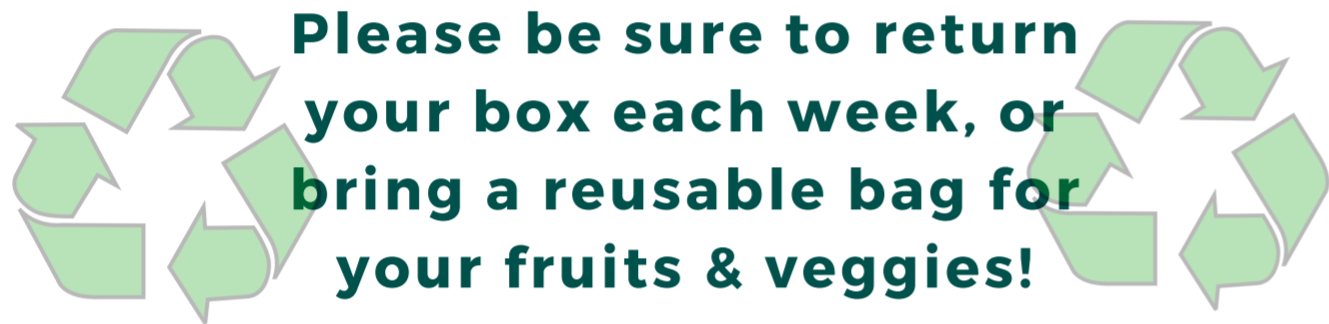 Please be sure to return
your box each week, or
bring a reusable bag for
your fruits & veggies!